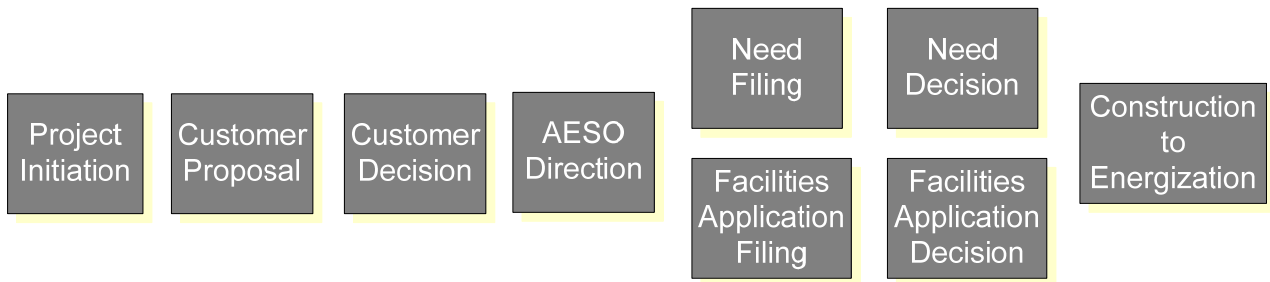 Project
Initiation
Customer
Proposal
Customer
Decision
AESO
Direction
Need
Filing
Facilities
Application
Filing
Need
Decision
Facilities
Application
Decision
Construction
to
Energization